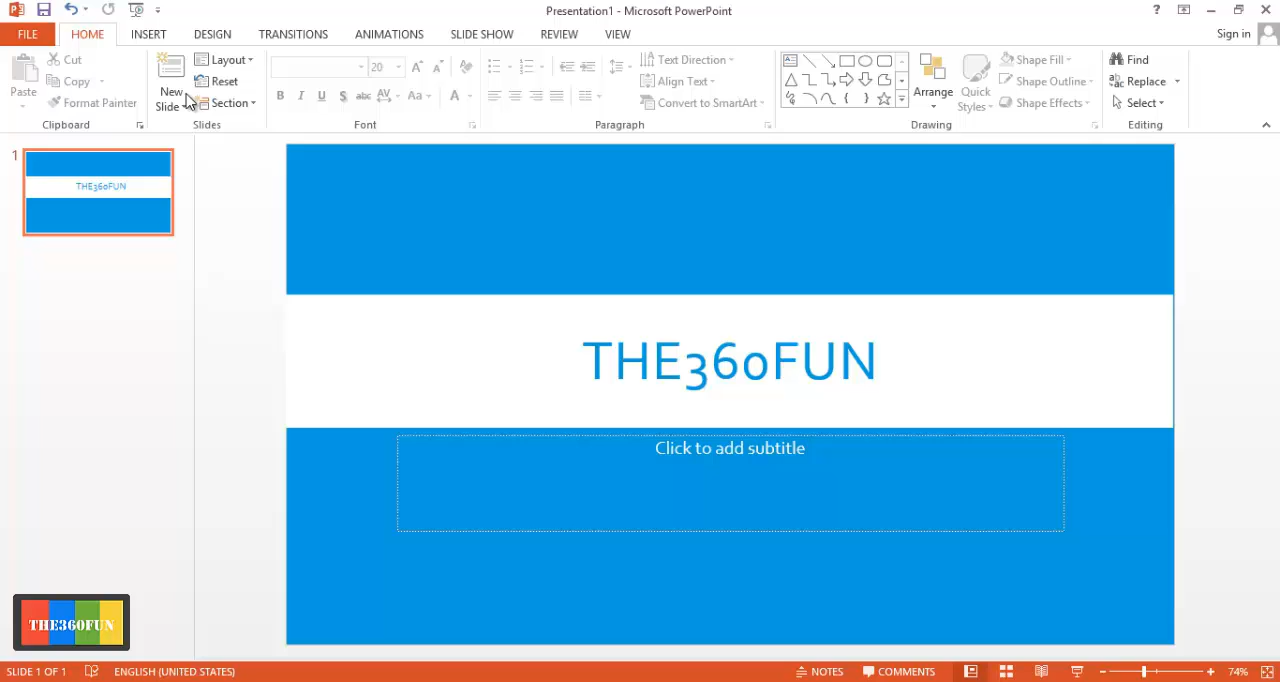 Presentation1 - Microsoft PowerPoint
?
FILE HOME INSERT DESIGN TRANSITIONS ANIMATIONS SLIDE SHOW REVIEW VIEW Sign in
Paste
Cut
Copy
Format Painter
Clipboard
New Slide
Layout
Reset
Section
Slides
20
B I U S abc AV Aa A
Font
Text Direction
Align Text
Convert to SmartArt
Paragraph
Arrange
Quick Styles
Shape Fill
Shape Outline
Shape Effects
Drawing
Find
Replace
Select
Editing
1
THE360FUN
THE360FUN
Click to add subtitle
THE360FUN
SLIDE 1 OF 1 ENGLISH (UNITED STATES) NOTES COMMENTS 74%